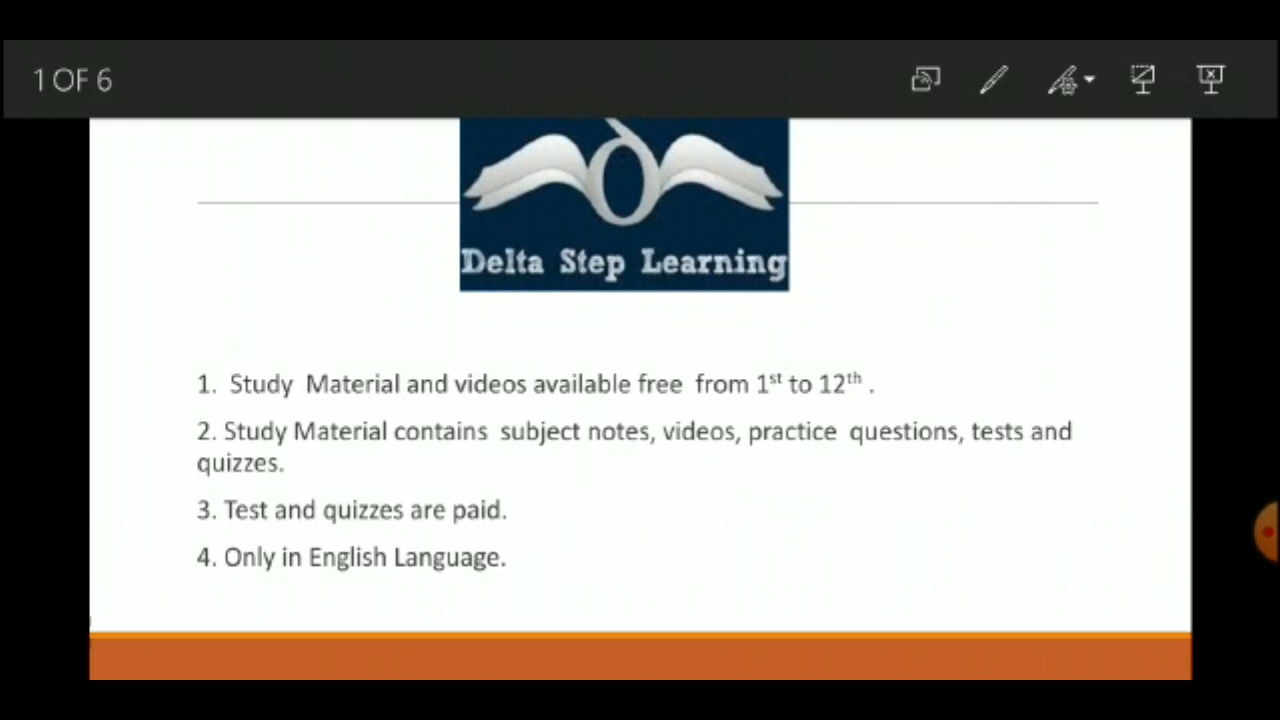 1 OF 6
Delta Step Learning
1. Study Material and videos available free from 1st to 12th .
2. Study Material contains subject notes, videos, practice questions, tests and
quizzes.
3. Test and quizzes are paid.
4. Only in English Language.